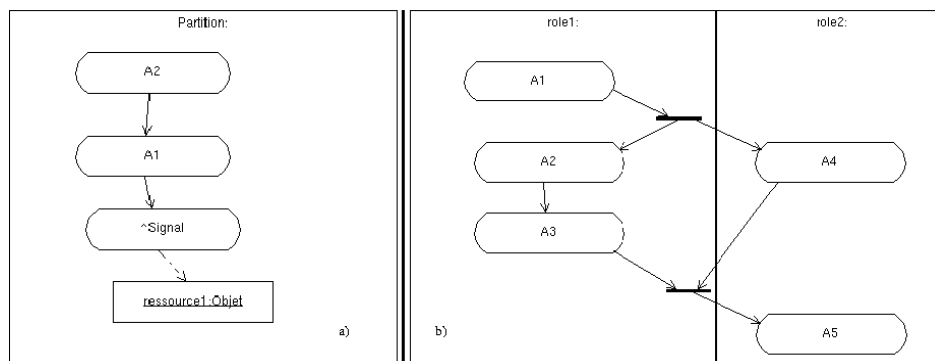 Partition:
A2
A1
^Signal
ressource1:Objet
a)
role1:
role2:
A1
A2
A4
A3
b)
A5